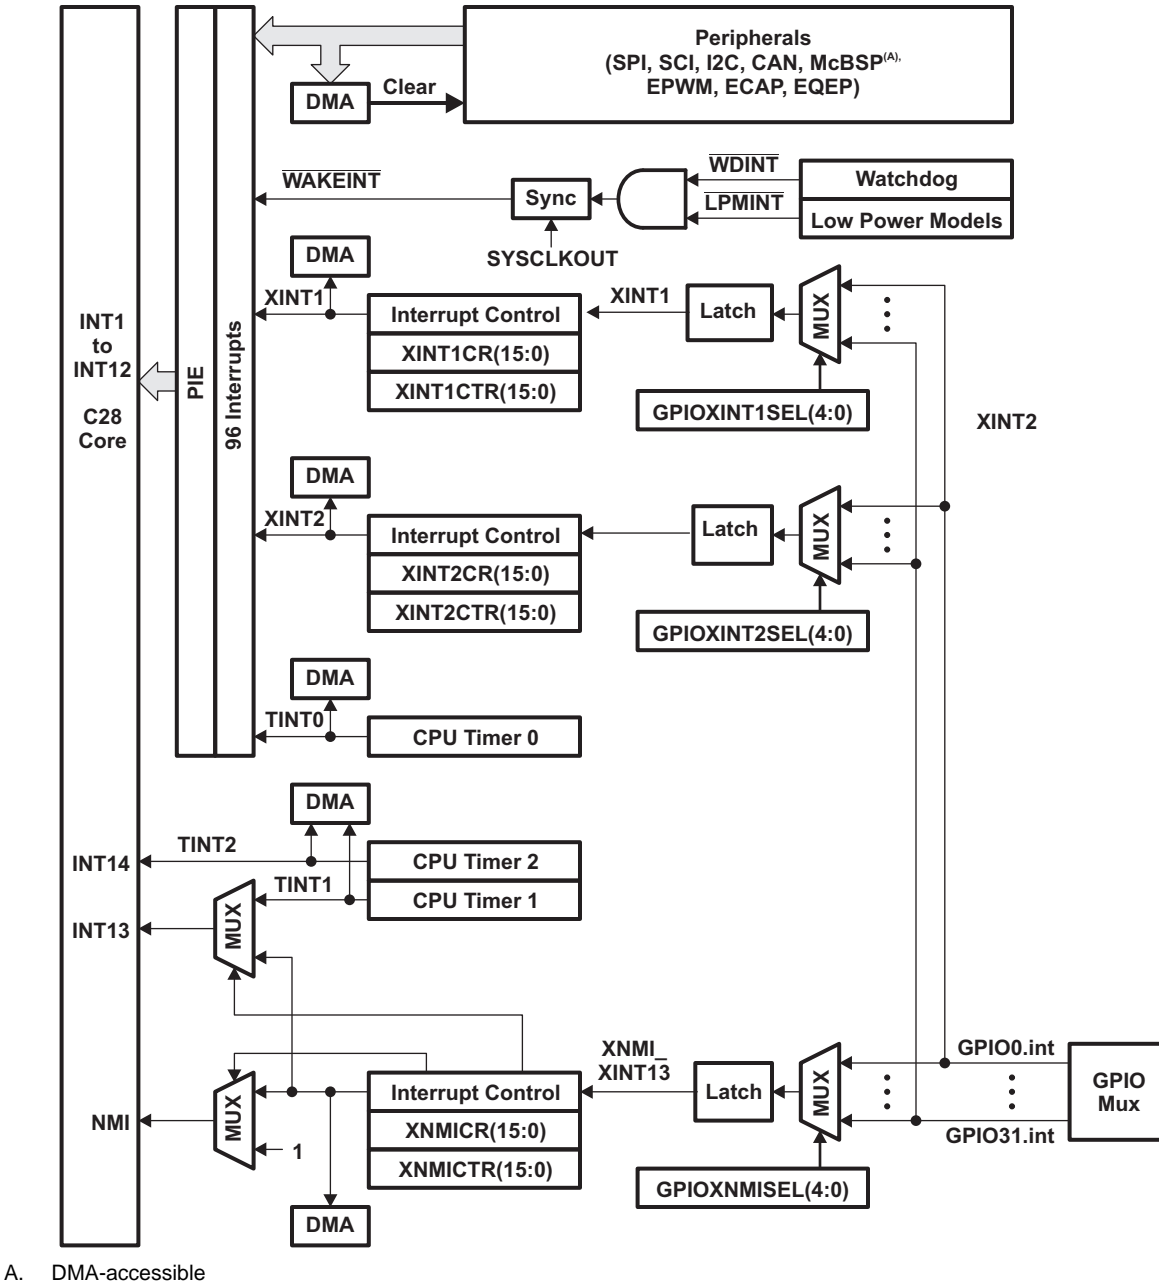 Peripherals
(SPI, SCI, I2C, CAN, McBSP(A),
EPWM, ECAP, EQEP)
DMA
Clear
WDINT
Watchdog
WAKEINT
Sync
LPMINT
Low Power Models
SYSCLKOUT
DMA
XINT1
Interrupt Control
XINT1CR(15:0)
XINT1CTR(15:0)
XINT1
Latch
MUX
GPIOXINT1SEL(4:0)
INT1
to
INT12
C28
Core
PIE
96 Interrupts
XINT2
DMA
XINT2
Interrupt Control
XINT2CR(15:0)
XINT2CTR(15:0)
Latch
MUX
GPIOXINT2SEL(4:0)
DMA
TINT0
CPU Timer 0
DMA
INT14
TINT2
CPU Timer 2
TINT1
CPU Timer 1
INT13
MUX
XNMI_
XINT13
GPIO0.int
GPIO
Mux
GPIO31.int
NMI
MUX
1
Interrupt Control
XNMICR(15:0)
XNMICTR(15:0)
Latch
MUX
GPIOXNMISEL(4:0)
DMA
A. DMA-accessible